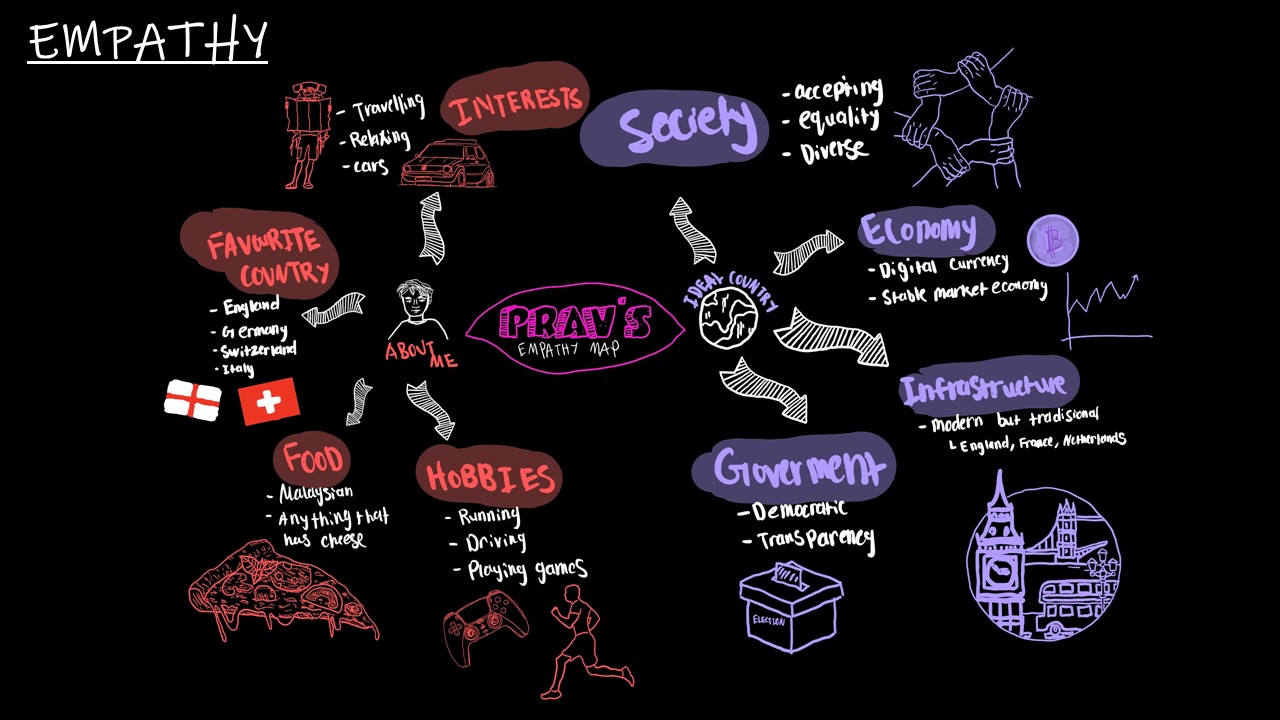 EMPATHY
INTERESTS
- Travelling
- Relaxing
- cars
Society
- accepting
- equality
- Diverse
FAVOURITE
COUNTRY
- England
- Germany
- Switzerland
- Italy
ABOUT
ME
PRAV'S
EMPATHY MAP
IDEAL COUNTRY
Economy
- Digital currency
- Stable market economy
B
Infrastructure
- Modern but tradisional
L England, France, Netherlands
FOOD
- Malaysian
- Anything that
has cheese
HOBBIES
- Running
- Driving
- Playing games
Goverment
- Democratic
- Transparency
ELECTION